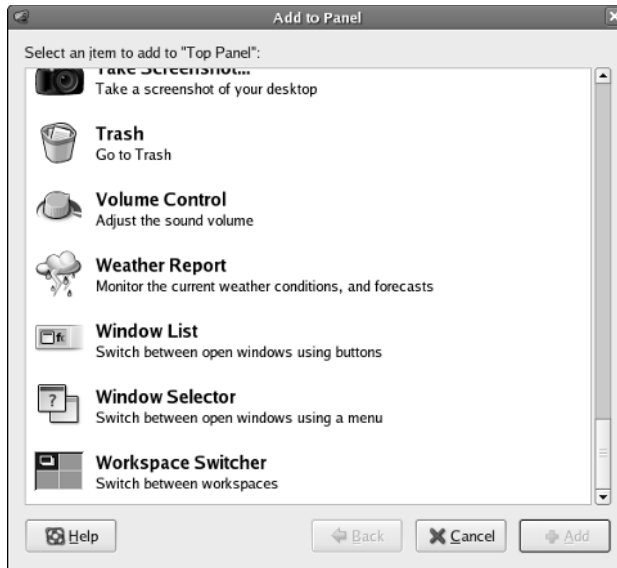 Add to Panel
Select an item to add to "Top Panel":
Take Screenshot...
Take a screenshot of your desktop
Trash
Go to Trash
Volume Control
Adjust the sound volume
Weather Report
Monitor the current weather conditions, and forecasts
Window List
Switch between open windows using buttons
Window Selector
Switch between open windows using a menu
Workspace Switcher
Switch between workspaces
Help
Back
Cancel
Add